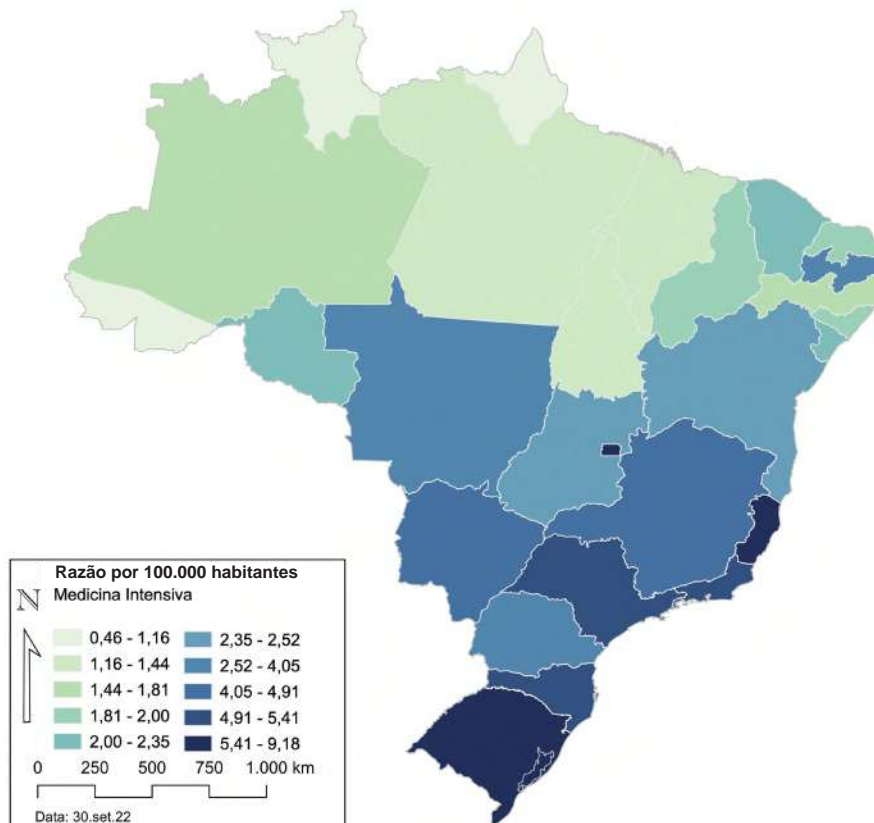 Razão por 100.000 habitantes
N Medicina Intensiva
0,46 - 1,16
1,16 - 1,44
1,44 - 1,81
1,81 - 2,00
2,00 - 2,35
2,35 - 2,52
2,52 - 4,05
4,05 - 4,91
4,91 - 5,41
5,41 - 9,18
0 250 500 750 1.000 km
Data: 30.set.22